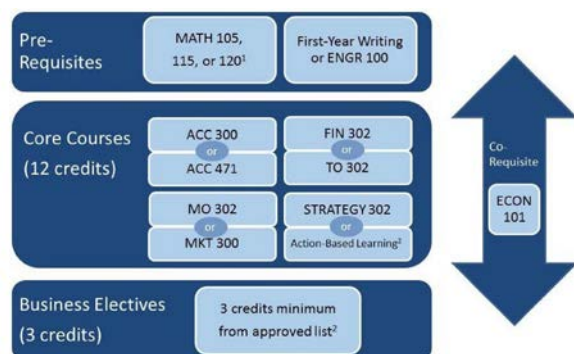 Pre-
Requisites
MATH 105,
115, or 120¹
First-Year Writing
or ENGR 100
Core Courses
(12 credits)
ACC 300
or
ACC 471
FIN 302
or
TO 302
MO 302
or
MKT 300
STRATEGY 302
or
Action-Based Learning²
Business Electives
(3 credits)
3 credits minimum
from approved list²
Co-
Requisite
ECON
101